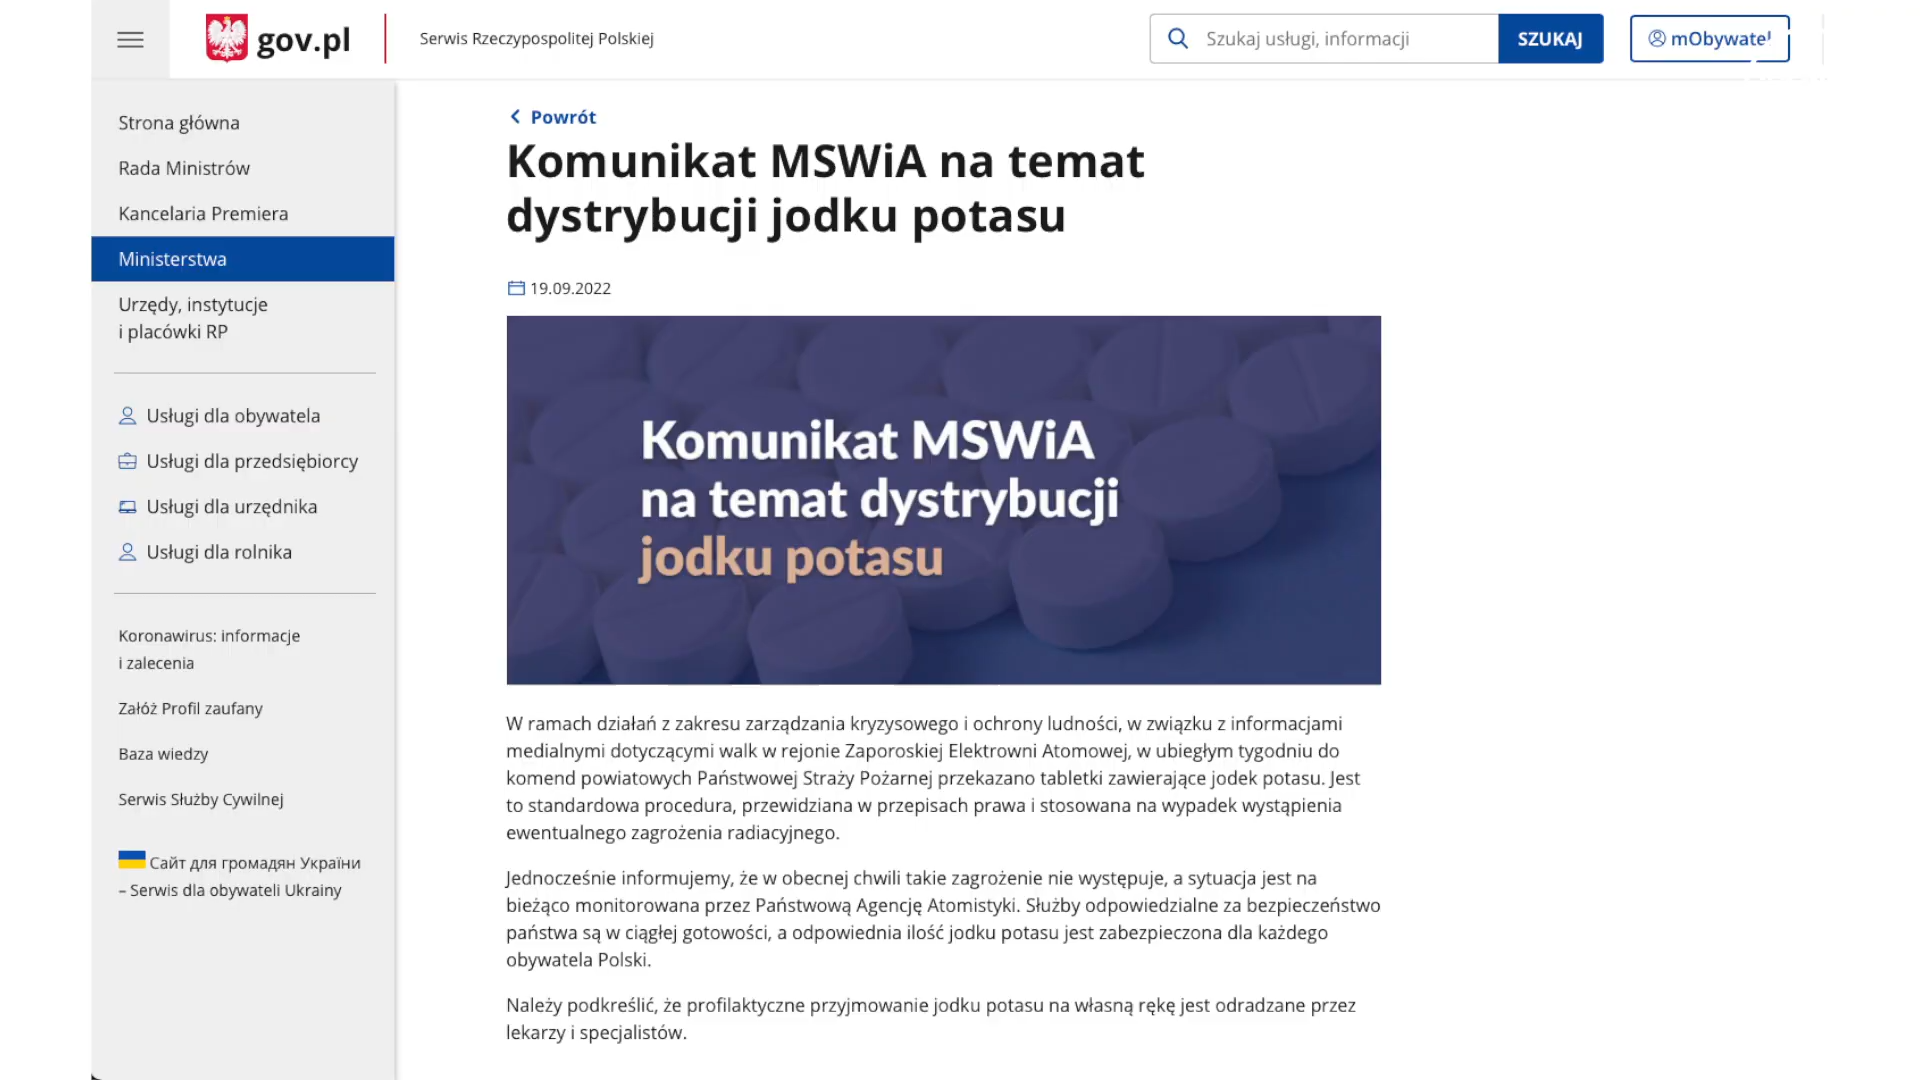 gov.pl
Serwis Rzeczypospolitej Polskiej
Szukaj usługi, informacji
SZUKAJ
mObywatel
Strona główna
Rada Ministrów
Kancelaria Premiera
Ministerstwa
Urzędy, instytucje
i placówki RP
Usługi dla obywatela
Usługi dla przedsiębiorcy
Usługi dla urzędnika
Usługi dla rolnika
Koronawirus: informacje
i zalecenia
Załóż Profil zaufany
Baza wiedzy
Serwis Służby Cywilnej
Сайт для громадян України
– Serwis dla obywateli Ukrainy
Powrót
Komunikat MSWiA na temat
dystrybucji jodku potasu
19.09.2022
Komunikat MSWiA
na temat dystrybucji
jodku potasu
W ramach działań z zakresu zarządzania kryzysowego i ochrony ludności, w związku z informacjami
medialnymi dotyczącymi walk w rejonie Zaporoskiej Elektrowni Atomowej, w ubiegłym tygodniu do
komend powiatowych Państwowej Straży Pożarnej przekazano tabletki zawierające jodek potasu. Jest
to standardowa procedura, przewidziana w przepisach prawa i stosowana na wypadek wystąpienia
ewentualnego zagrożenia radiacyjnego.
Jednocześnie informujemy, że w obecnej chwili takie zagrożenie nie występuje, a sytuacja jest na
bieżąco monitorowana przez Państwową Agencję Atomistyki. Służby odpowiedzialne za bezpieczeństwo
państwa są w ciągłej gotowości, a odpowiednia ilość jodku potasu jest zabezpieczona dla każdego
obywatela Polski.
Należy podkreślić, że profilaktyczne przyjmowanie jodku potasu na własną rękę jest odradzane przez
lekarzy i specjalistów.